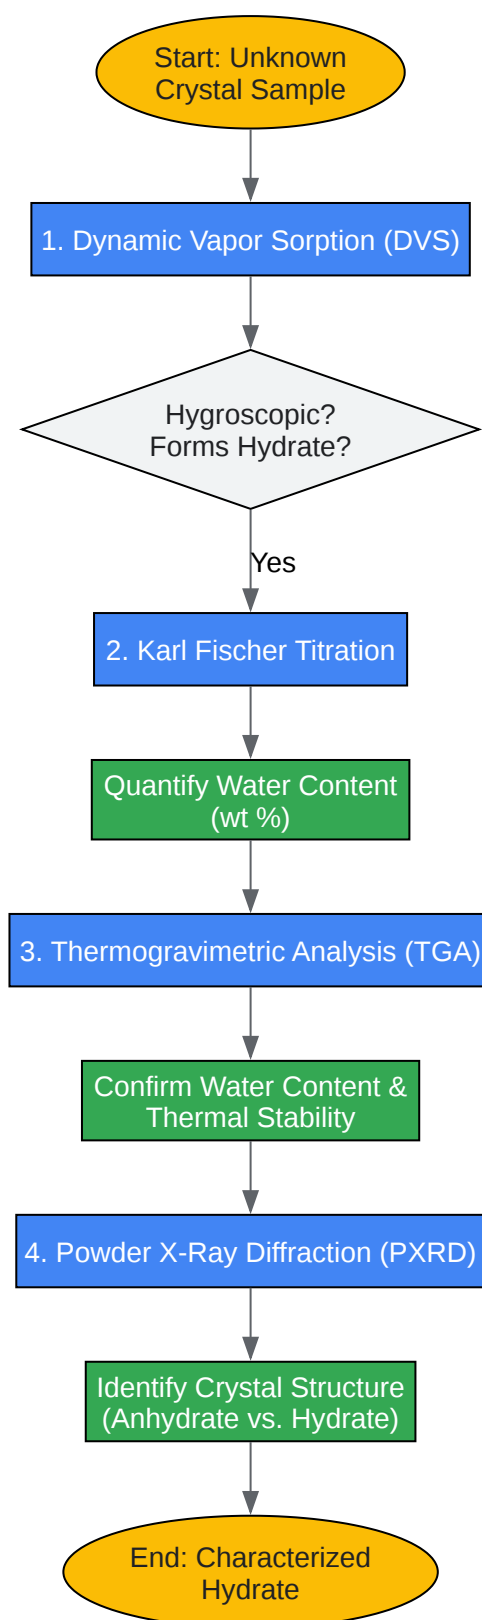 Start: Unknown
Crystal Sample
1. Dynamic Vapor Sorption (DVS)
Hygroscopic?
Forms Hydrate?
Yes
2. Karl Fischer Titration
Quantify Water Content
(wt %)
3. Thermogravimetric Analysis (TGA)
Confirm Water Content &
Thermal Stability
4. Powder X-Ray Diffraction (PXRD)
Identify Crystal Structure
(Anhydrate vs. Hydrate)
End: Characterized
Hydrate